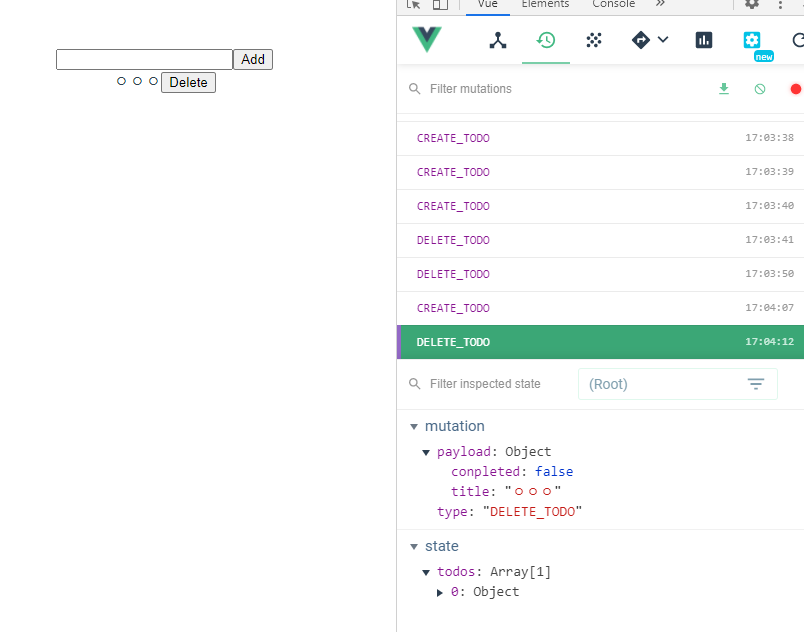 Vue Elements Console »
new
Add
○ ○ ○ Delete
Filter mutations
CREATE_TODO 17:03:38
CREATE_TODO 17:03:39
CREATE_TODO 17:03:40
DELETE_TODO 17:03:41
DELETE_TODO 17:03:50
CREATE_TODO 17:04:07
DELETE_TODO 17:04:12
Filter inspected state (Root)
mutation
payload: Object
conpleted: false
title: "○○○"
type: "DELETE_TODO"
state
todos: Array[1]
0: Object